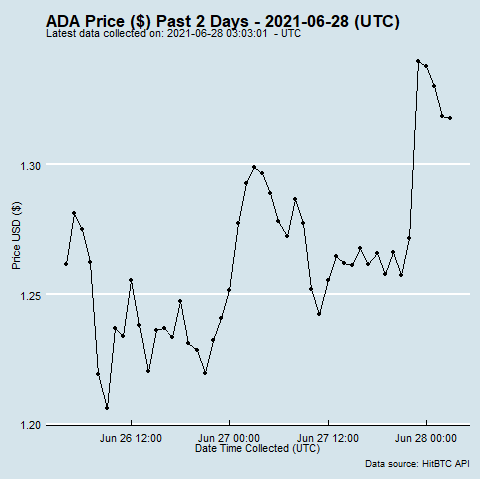 ADA Price ($) Past 2 Days - 2021-06-28 (UTC)
Latest data collected on: 2021-06-28 03:03:01  - UTC
1.30
1.25
1.20
Price USD ($)
Jun 26 12:00 Jun 27 00:00 Jun 27 12:00 Jun 28 00:00
Date Time Collected (UTC)
Data source: HitBTC API